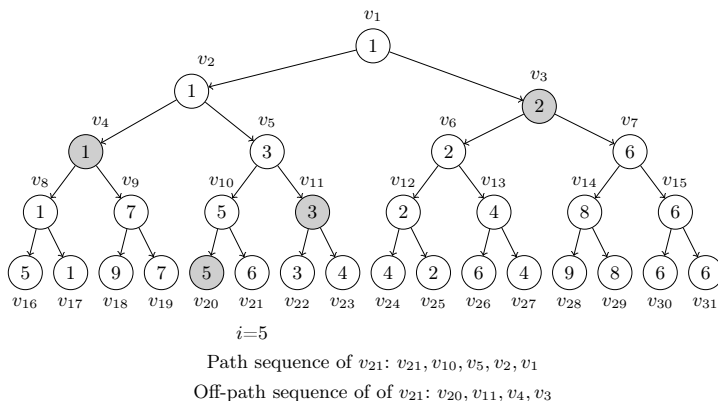 v1
1
v2
1
v3
2
v4
1
v5
3
v6
2
v7
6
v8
1
v9
7
v10
5
v11
3
v12
2
v13
4
v14
8
v15
6
5 1 9 7 5 6 3 4 4 2 6 4 9 8 6 6
v16 v17 v18 v19 v20 v21 v22 v23 v24 v25 v26 v27 v28 v29 v30 v31
i=5
Path sequence of v21: v21, v10, v5, v2, v1
Off-path sequence of of v21: v20, v11, v4, v3